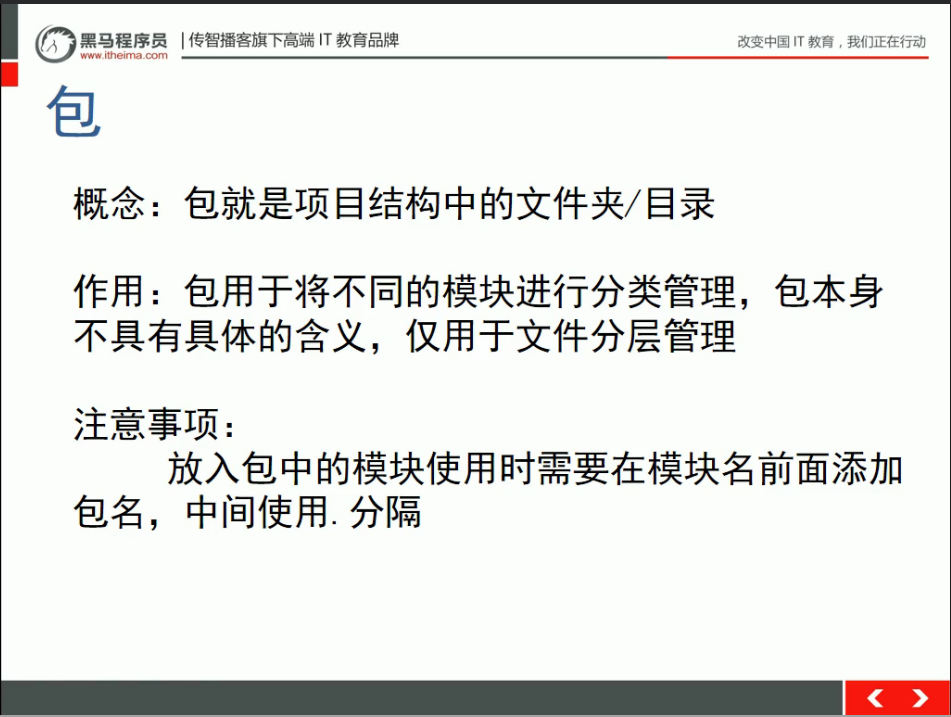 黑马程序员 | 传智播客旗下高端 IT 教育品牌 改变中国 IT 教育，我们正在行动
www.itheima.com
包
概念：包就是项目结构中的文件夹/目录
作用：包用于将不同的模块进行分类管理，包本身
不具有具体的含义，仅用于文件分层管理
注意事项：
放入包中的模块使用时需要在模块名前面添加
包名，中间使用. 分隔